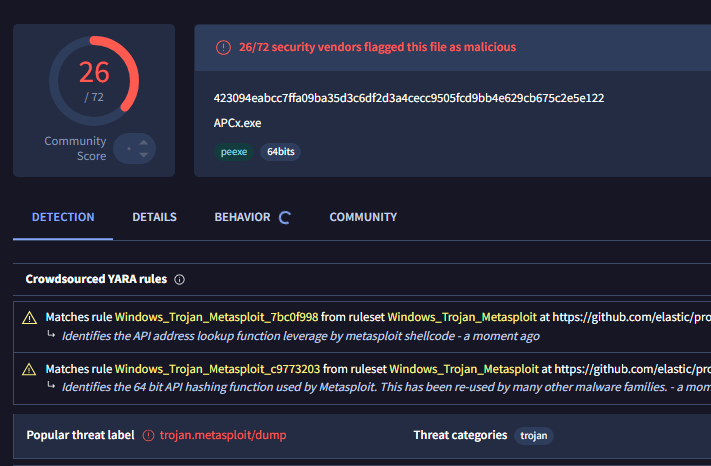 26
/ 72
Community
Score
26/72 security vendors flagged this file as malicious
423094eabcc7ffa09ba35d3c6df2d3a4cecc9505fcd9bb4e629cb675c2e5e122
APCx.exe
peexe 64bits
DETECTION DETAILS BEHAVIOR COMMUNITY
Crowdsourced YARA rules
Matches rule Windows_Trojan_Metasploit_7bc0f998 from ruleset Windows_Trojan_Metasploit at https://github.com/elastic/pro
Identifies the API address lookup function leverage by metasploit shellcode - a moment ago
Matches rule Windows_Trojan_Metasploit_c9773203 from ruleset Windows_Trojan_Metasploit at https://github.com/elastic/pro
Identifies the 64 bit API hashing function used by Metasploit. This has been re-used by many other malware families. - a mom
Popular threat label trojan.metasploit/dump Threat categories trojan